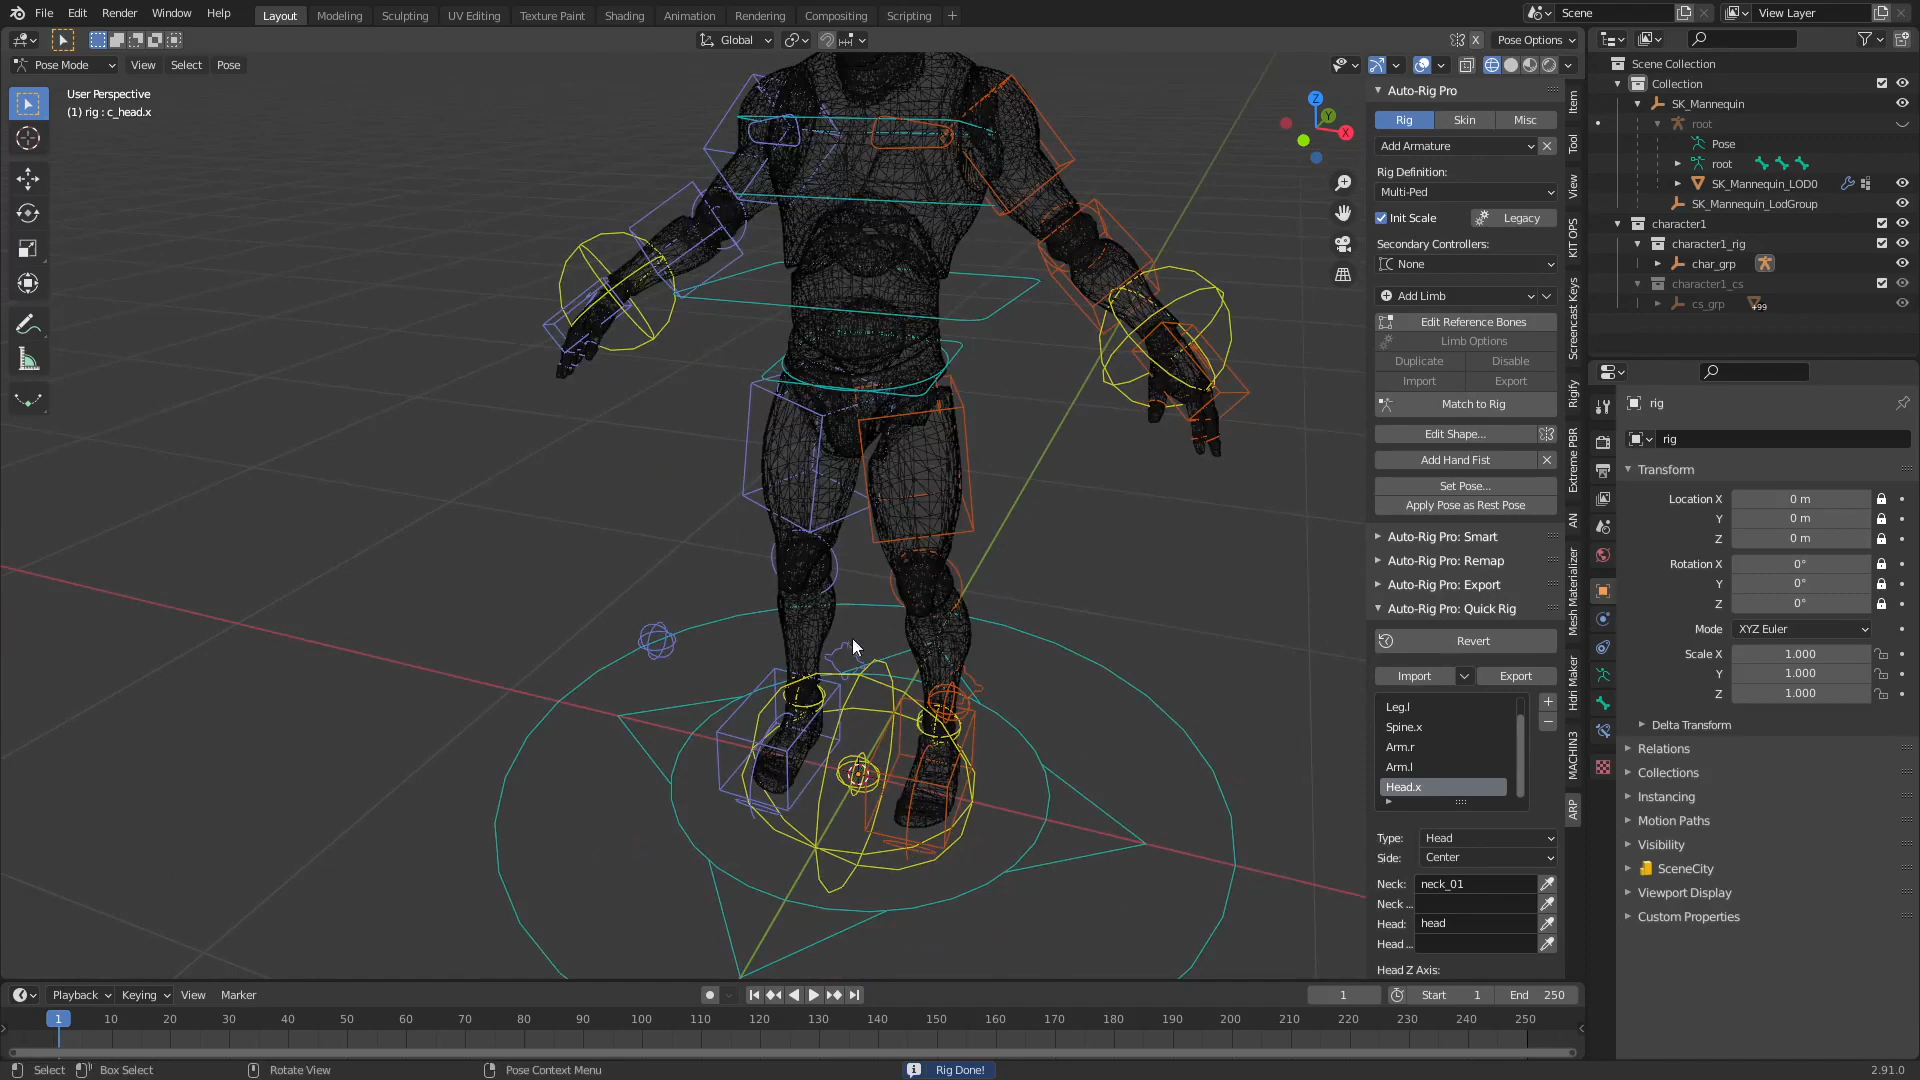 File Edit Render Window Help Layout Modeling Sculpting UV Editing Texture Paint Shading Animation Rendering Compositing Scripting + Scene View Layer
Global X Pose Options
Pose Mode View Select Pose
User Perspective
(1) rig : c_head.x
Z
Y
X
Auto-Rig Pro
Rig Skin Misc
Add Armature
Rig Definition:
Multi-Ped
Init Scale Legacy
Secondary Controllers:
None
Add Limb
Edit Reference Bones
Limb Options
Duplicate Disable
Import Export
Match to Rig
Edit Shape...
Add Hand Fist
Set Pose...
Apply Pose as Rest Pose
Auto-Rig Pro: Smart
Auto-Rig Pro: Remap
Auto-Rig Pro: Export
Auto-Rig Pro: Quick Rig
Revert
Import Export
Leg.l
Spine.x
Arm.r
Arm.l
Head.x
Type: Head
Side: Center
Neck: neck_01
Neck ...
Head: head
Head ...
Head Z Axis:
Item
Tool
View
KIT OPS
Screencast Keys
Rigify
Extreme PBR
AN
Mesh Materializer
Hdri Maker
MACHIN3
ARP
Scene Collection
Collection
SK_Mannequin
root
Pose
root
SK_Mannequin_LOD0
SK_Mannequin_LodGroup
character1
character1_rig
char_grp
character1_cs
cs_grp +99
rig
rig
Transform
Location X 0 m
Y 0 m
Z 0 m
Rotation X 0°
Y 0°
Z 0°
Mode XYZ Euler
Scale X 1.000
Y 1.000
Z 1.000
Delta Transform
Relations
Collections
Instancing
Motion Paths
Visibility
SceneCity
Viewport Display
Custom Properties
Playback Keying View Marker 1 Start 1 End 250
1 10 20 30 40 50 60 70 80 90 100 110 120 130 140 150 160 170 180 190 200 210 220 230 240 250
Select Box Select Rotate View Pose Context Menu Rig Done! 2.91.0